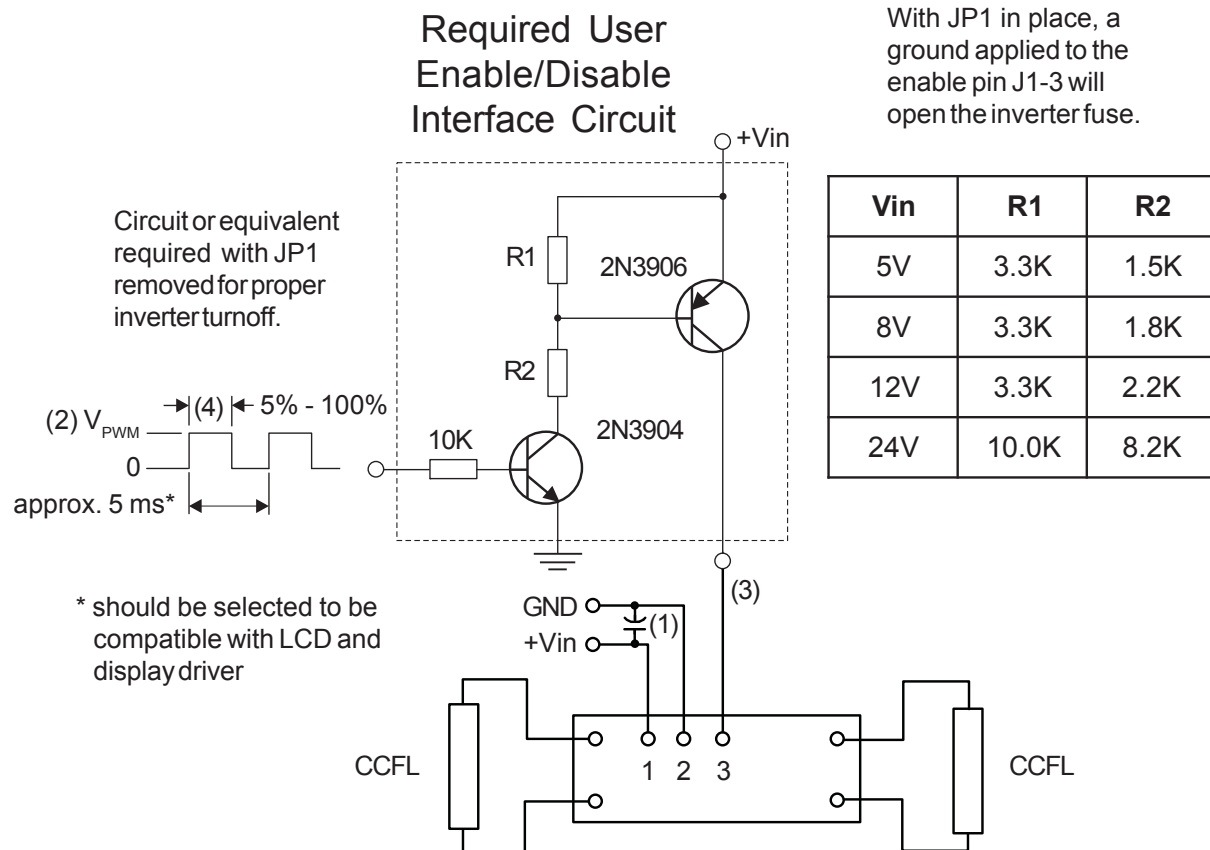 Required User
Enable/Disable
Interface Circuit
With JP1 in place, a
ground applied to the
enable pin J1-3 will
open the inverter fuse.
+Vin
Circuit or equivalent
required with JP1
removed for proper
inverter turnoff.
R1
2N3906
R2
2N3904
10K
(2) VPWM
(4)
5% - 100%
0
approx. 5 ms*
Vin R1 R2
5V 3.3K 1.5K
8V 3.3K 1.8K
12V 3.3K 2.2K
24V 10.0K 8.2K
* should be selected to be
compatible with LCD and
display driver
(3)
GND
(1)
+Vin
CCFL
1 2 3
CCFL